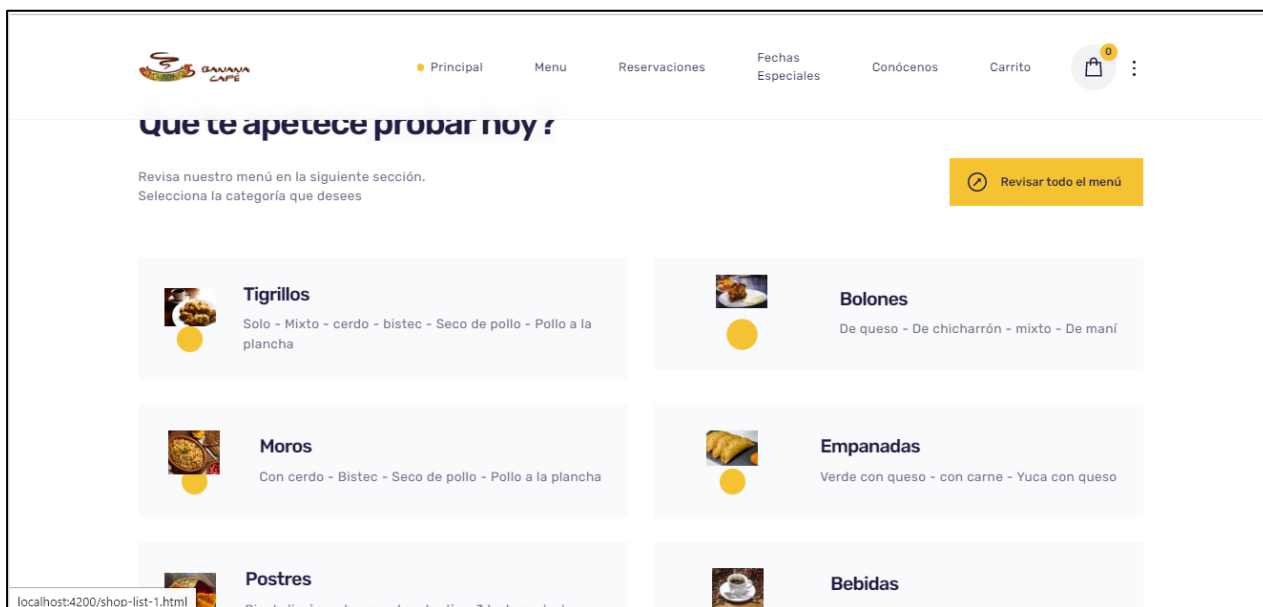 BANANA
CAFÉ
Principal
Menu
Reservaciones
Fechas
Especiales
Conócenos
Carrito
0
Que te apetece probar hoy?
Revisa nuestro menú en la siguiente sección.
Selecciona la categoría que desees
Revisar todo el menú
Tigrillos
Solo - Mixto - cerdo - bistec - Seco de pollo - Pollo a la
plancha
Bolones
De queso - De chicharrón - mixto - De maní
Moros
Con cerdo - Bistec - Seco de pollo - Pollo a la plancha
Empanadas
Verde con queso - con carne - Yuca con queso
Postres
Bebidas
localhost:4200/shop-list-1.html